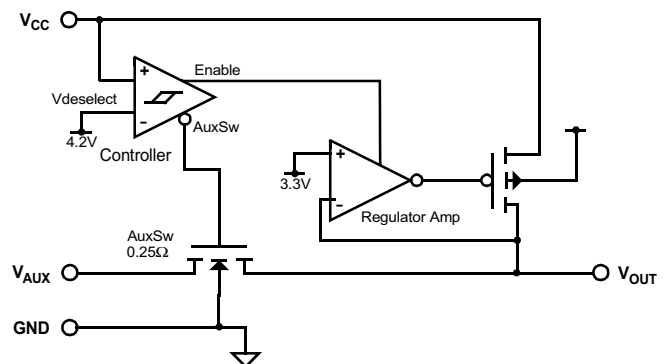 VCC
+
Enable
Vdeselect
-
4.2V
AuxSw
Controller
+
3.3V
-
Regulator Amp
AuxSw
0.25Ω
VAUX
VOUT
GND